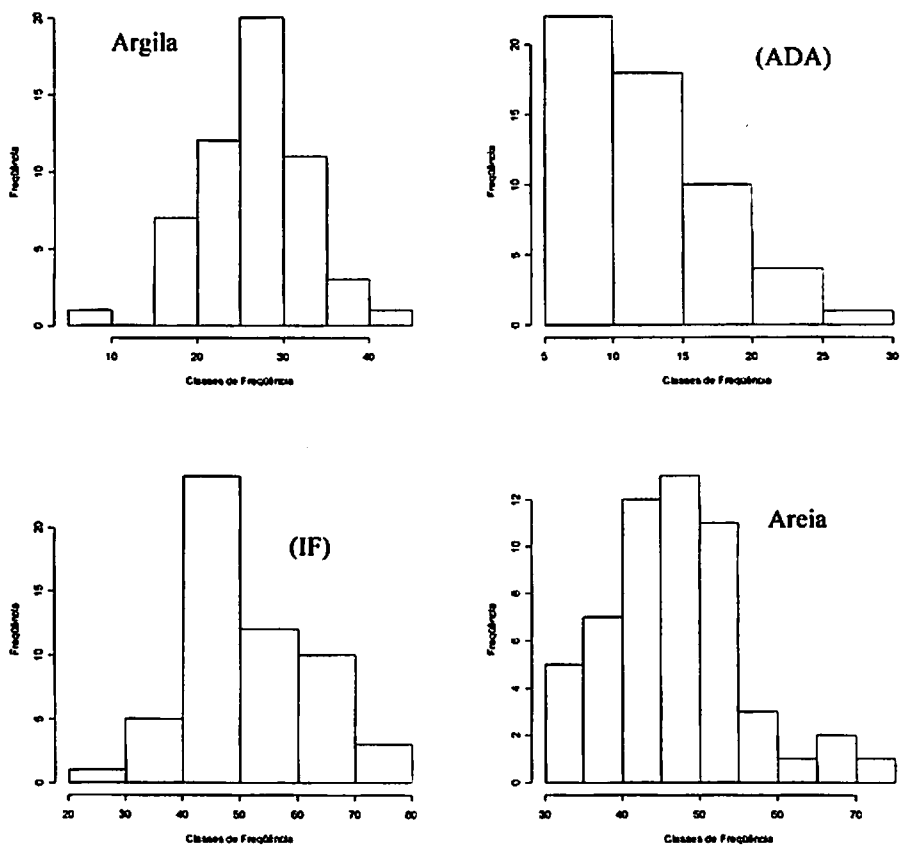 Argila
Freqüência
0 5 10 15 20
10 20 30 40
Classes de Freqüência
(ADA)
Freqüência
0 5 10 15 20
5 10 15 20 25 30
Classes de Freqüência
(IF)
Freqüência
0 5 10 15 20
20 30 40 50 60 70 80
Classes de Freqüência
Areia
Freqüência
0 2 4 6 8 10 12
30 40 50 60 70
Classes de Freqüência